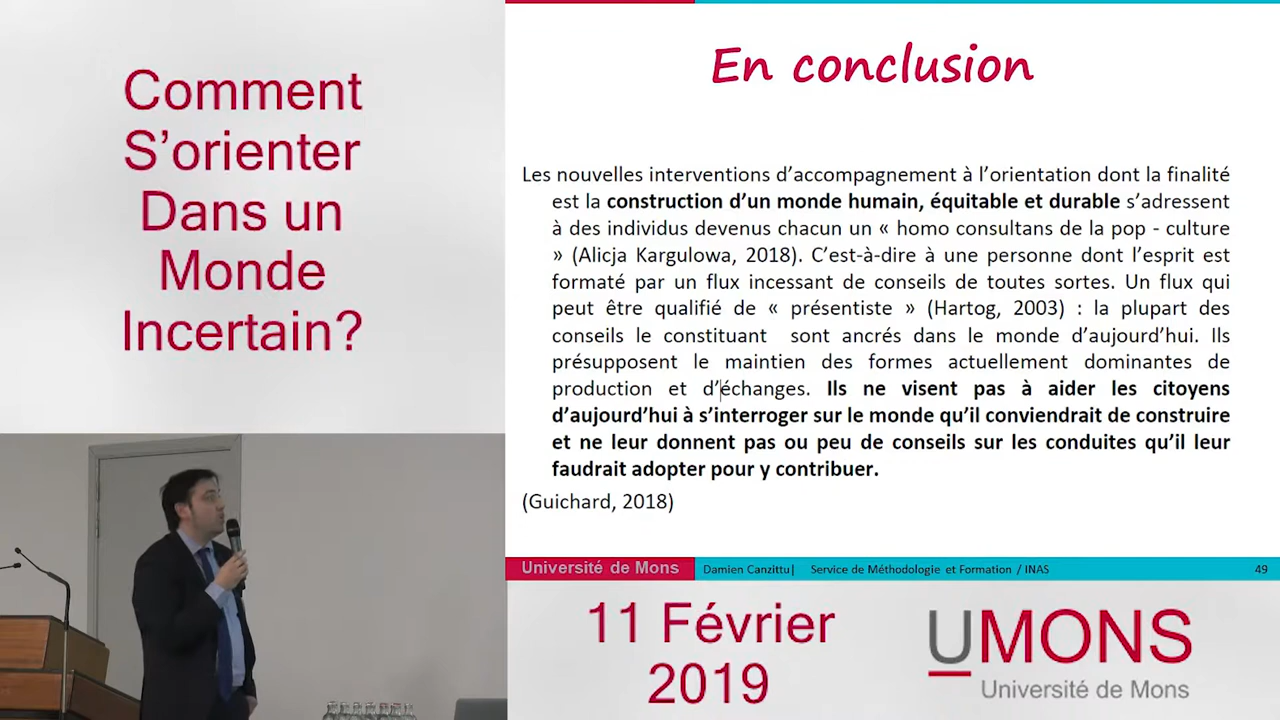 Comment
S’orienter
Dans un
Monde
Incertain?
En conclusion
Les nouvelles interventions d’accompagnement à l’orientation dont la finalité
est la construction d’un monde humain, équitable et durable s’adressent
à des individus devenus chacun un « homo consultans de la pop - culture
» (Alicja Kargulowa, 2018). C’est-à-dire à une personne dont l’esprit est
formaté par un flux incessant de conseils de toutes sortes. Un flux qui
peut être qualifié de « présentiste » (Hartog, 2003) : la plupart des
conseils le constituant sont ancrés dans le monde d’aujourd’hui. Ils
présupposent le maintien des formes actuellement dominantes de
production et d’échanges. Ils ne visent pas à aider les citoyens
d’aujourd’hui à s’interroger sur le monde qu’il conviendrait de construire
et ne leur donnent pas ou peu de conseils sur les conduites qu’il leur
faudrait adopter pour y contribuer.
(Guichard, 2018)
Université de Mons Damien Canzittu| Service de Méthodologie et Formation / INAS 49
11 Février
2019
UMONS
Université de Mons